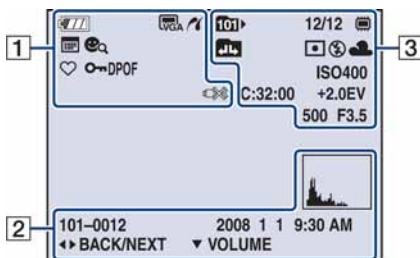 1
VGA
101
12/12
3
DPOF
ISO400
C:32:00 +2.0EV
500 F3.5
2
101-0012 2008 1 1 9:30 AM
BACK/NEXT VOLUME